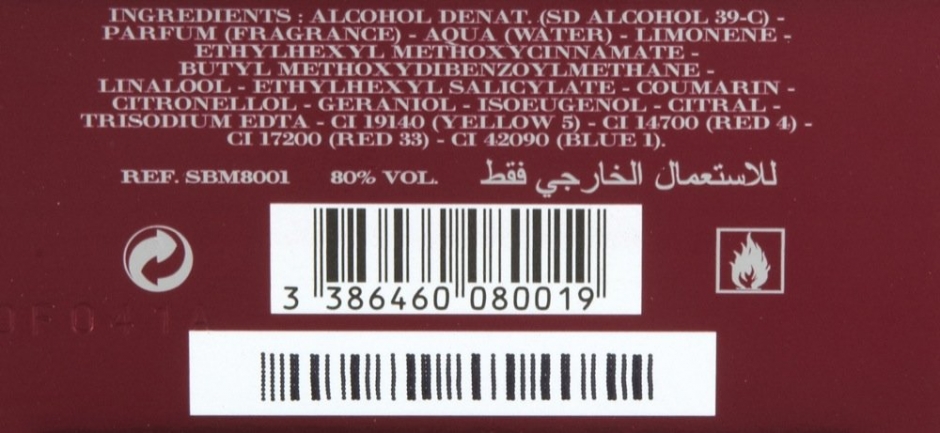 INGREDIENTS : ALCOHOL DENAT. (SD ALCOHOL 39-C) -
PARFUM (FRAGRANCE) - AQUA (WATER) - LIMONENE -
ETHYLHEXYL METHOXYCINNAMATE -
BUTYL METHOXYDIBENZOYLMETHANE -
LINALOOL - ETHYLHEXYL SALICYLATE - COUMARIN -
CITRONELLOL - GERANIOL - ISOEUGENOL - CITRAL -
TRISODIUM EDTA - CI 19140 (YELLOW 5) - CI 14700 (RED 4) -
CI 17200 (RED 33) - CI 42090 (BLUE 1).
REF. SBM8001 80% VOL. للاستعمال الخارجي فقط
3 386460 080019